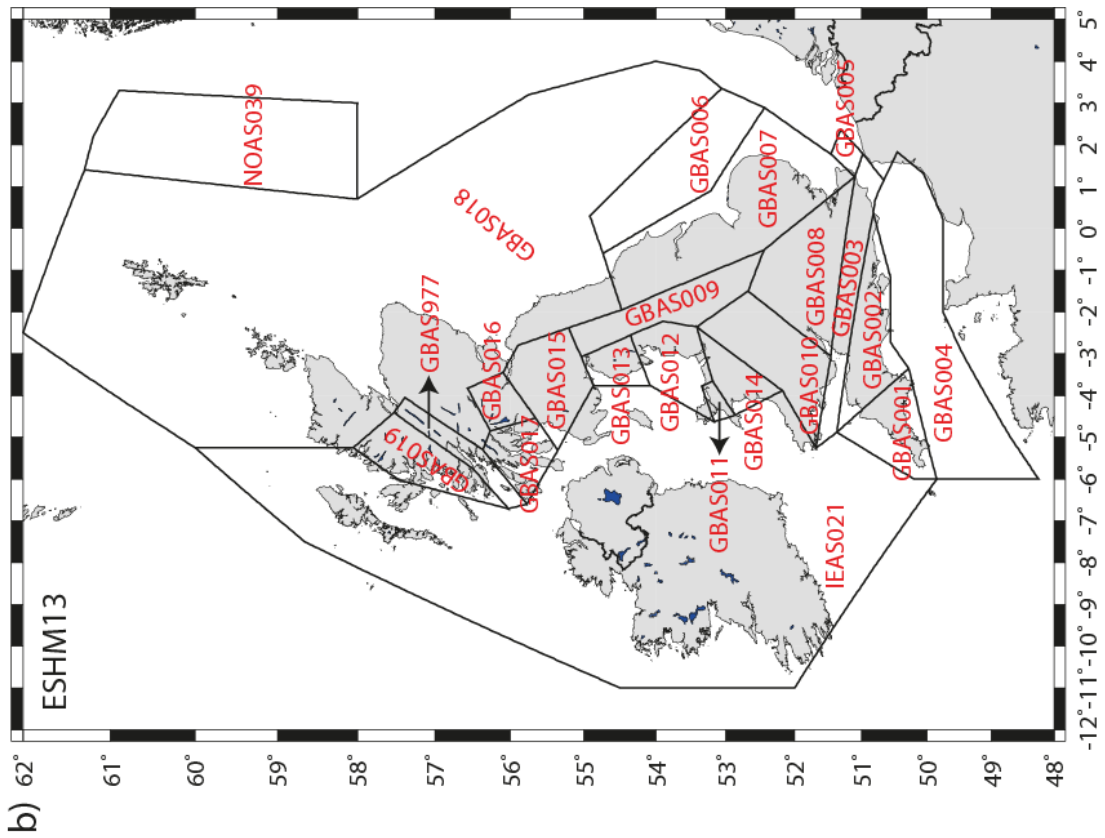 b)
ESHM13
NOAS039
GBAS018
GBAS977
GBAS019
GBAS016
GBAS017
GBAS015
GBAS009
GBAS006
GBAS007
GBAS013
GBAS012
GBAS014
GBAS011
GBAS010
GBAS008
GBAS003
GBAS002
GBAS005
GBAS001
GBAS004
IEAS021
62˚
61˚
60˚
59˚
58˚
57˚
56˚
55˚
54˚
53˚
52˚
51˚
50˚
49˚
48˚
-12˚ -11˚ -10˚ -9˚ -8˚ -7˚ -6˚ -5˚ -4˚ -3˚ -2˚ -1˚ 0˚ 1˚ 2˚ 3˚ 4˚ 5˚